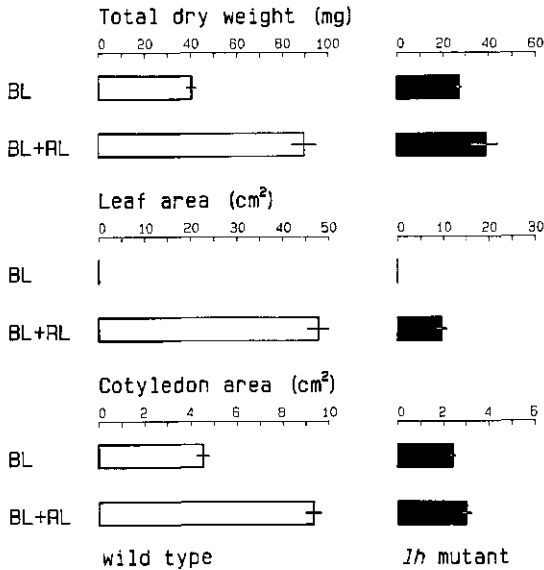 Total dry weight (mg)
0 20 40 60 80 100 0 20 40 60
BL
BL+RL
Leaf area (cm²)
0 10 20 30 40 50 0 10 20 30
BL
BL+RL
Cotyledon area (cm²)
0 2 4 6 8 10 0 2 4 6
BL
BL+RL
wild type lh mutant